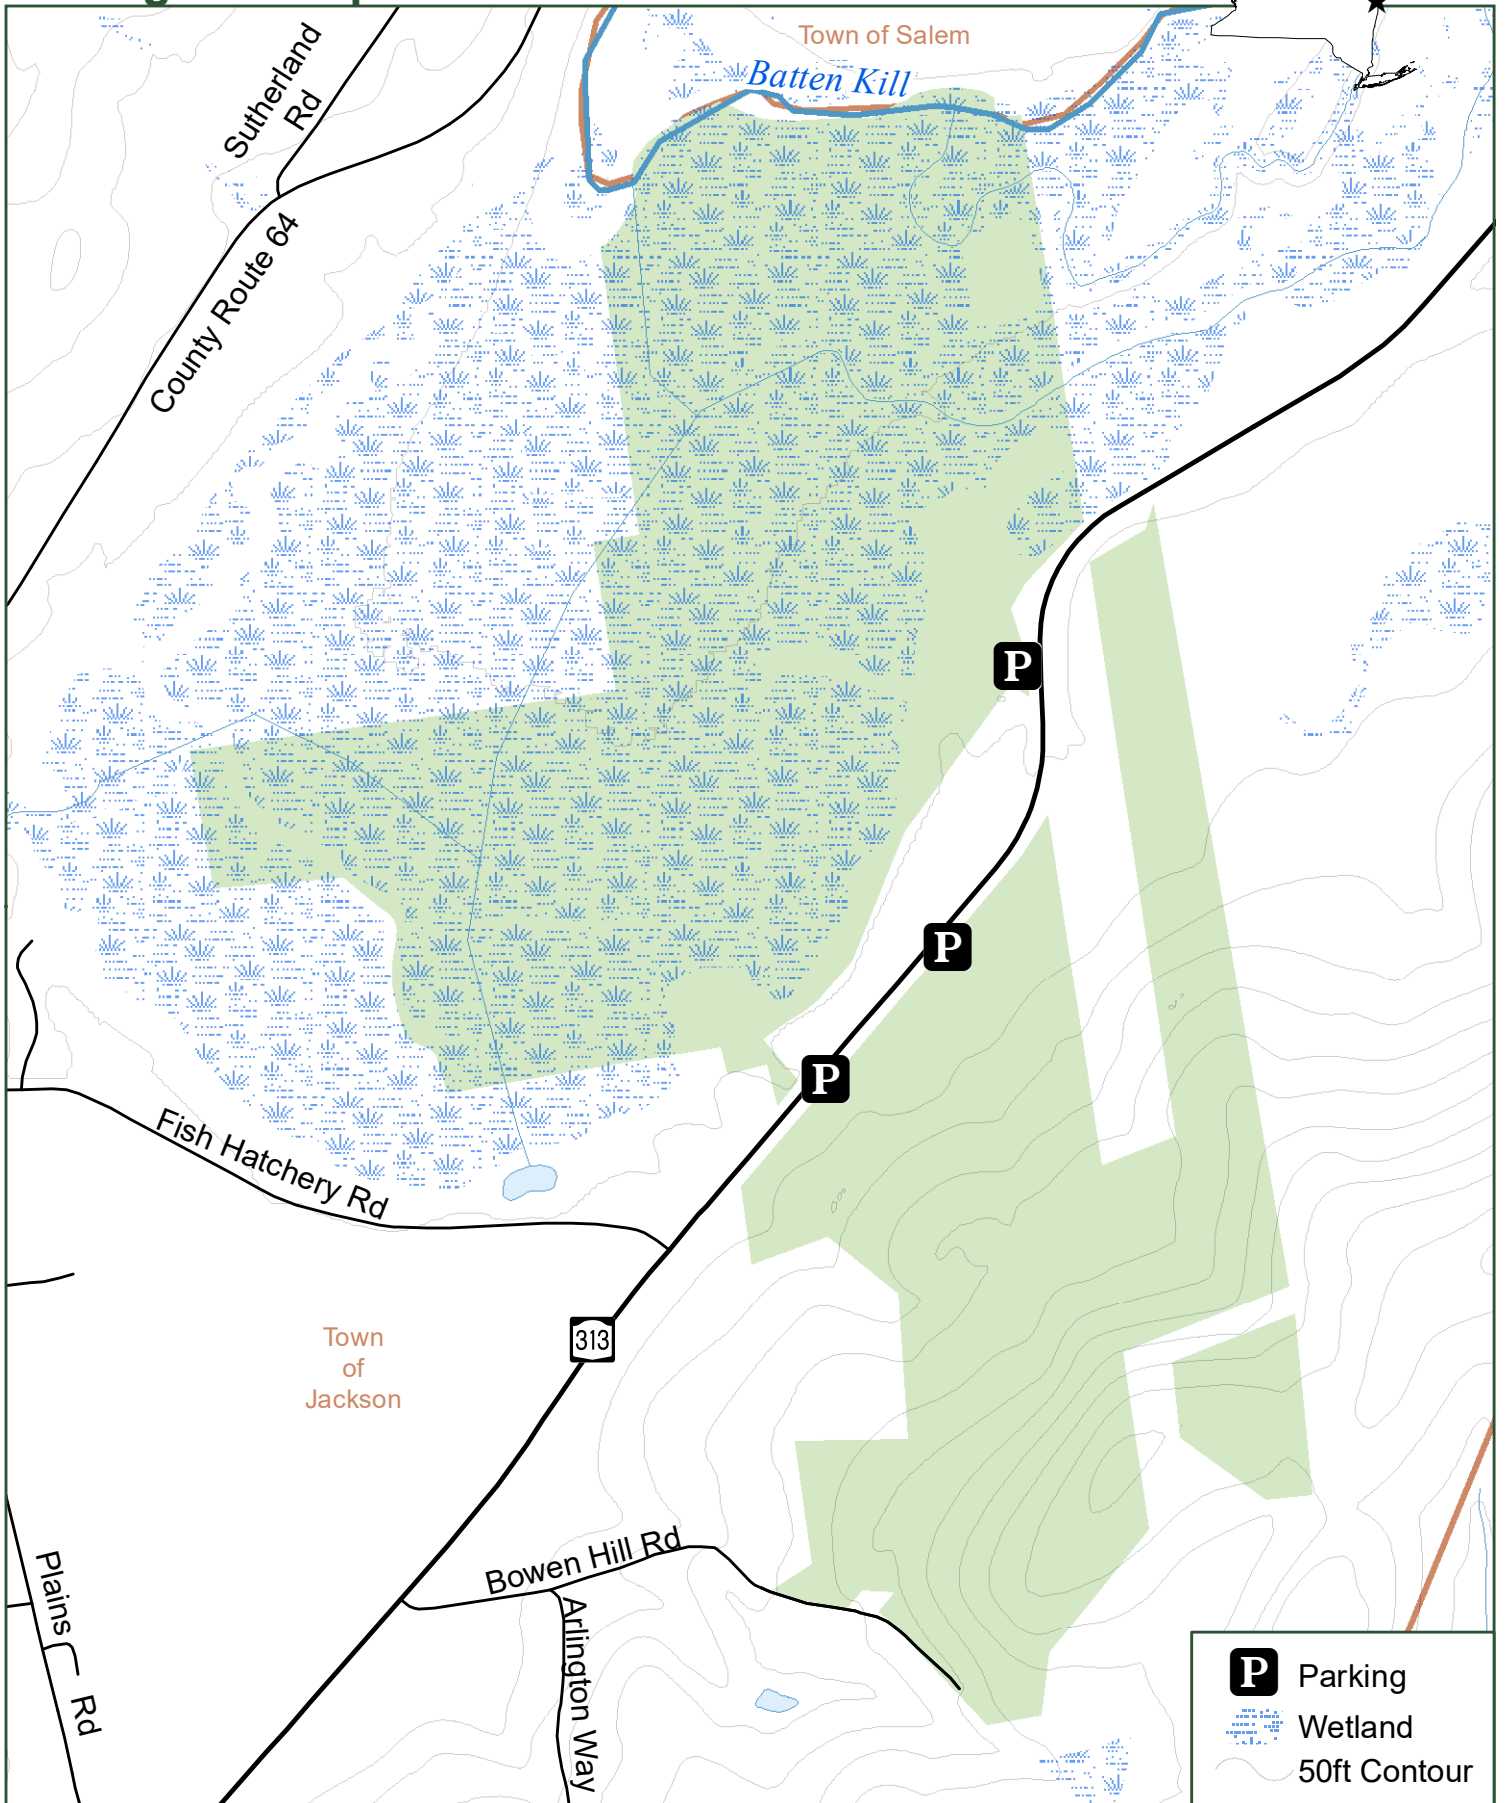 Town of Salem
Batten Kill
Sutherland
Rd
County Route 64
P
P
P
Fish Hatchery Rd
313
Town
of
Jackson
Bowen Hill Rd
Arlington Way
Plains
Rd
P Parking
Wetland
50ft Contour